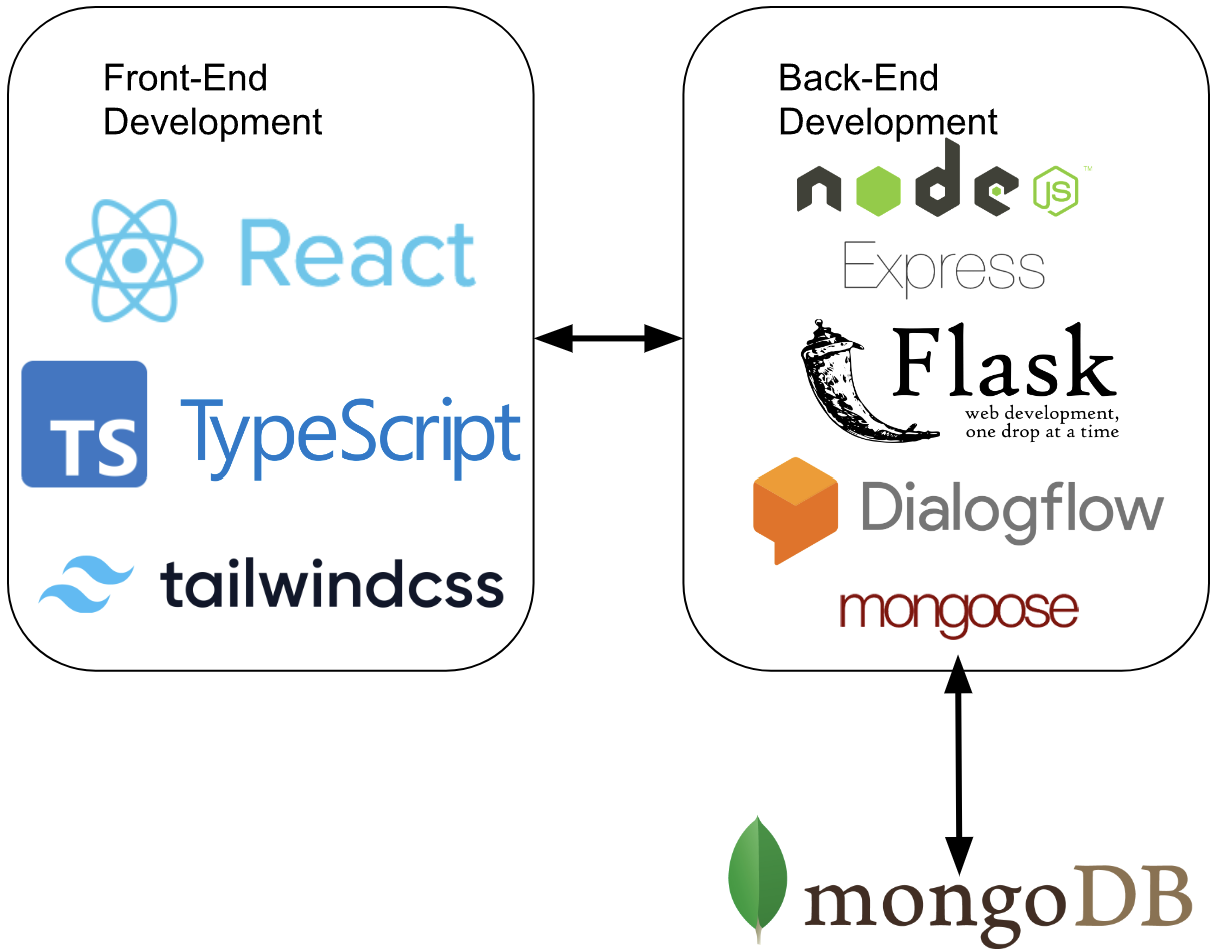 Front-End
Development
React
TS
TypeScript
tailwindcss
Back-End
Development
node
JS
TM
Express
Flask
web development,
one drop at a time
Dialogflow
mongoose
mongoDB